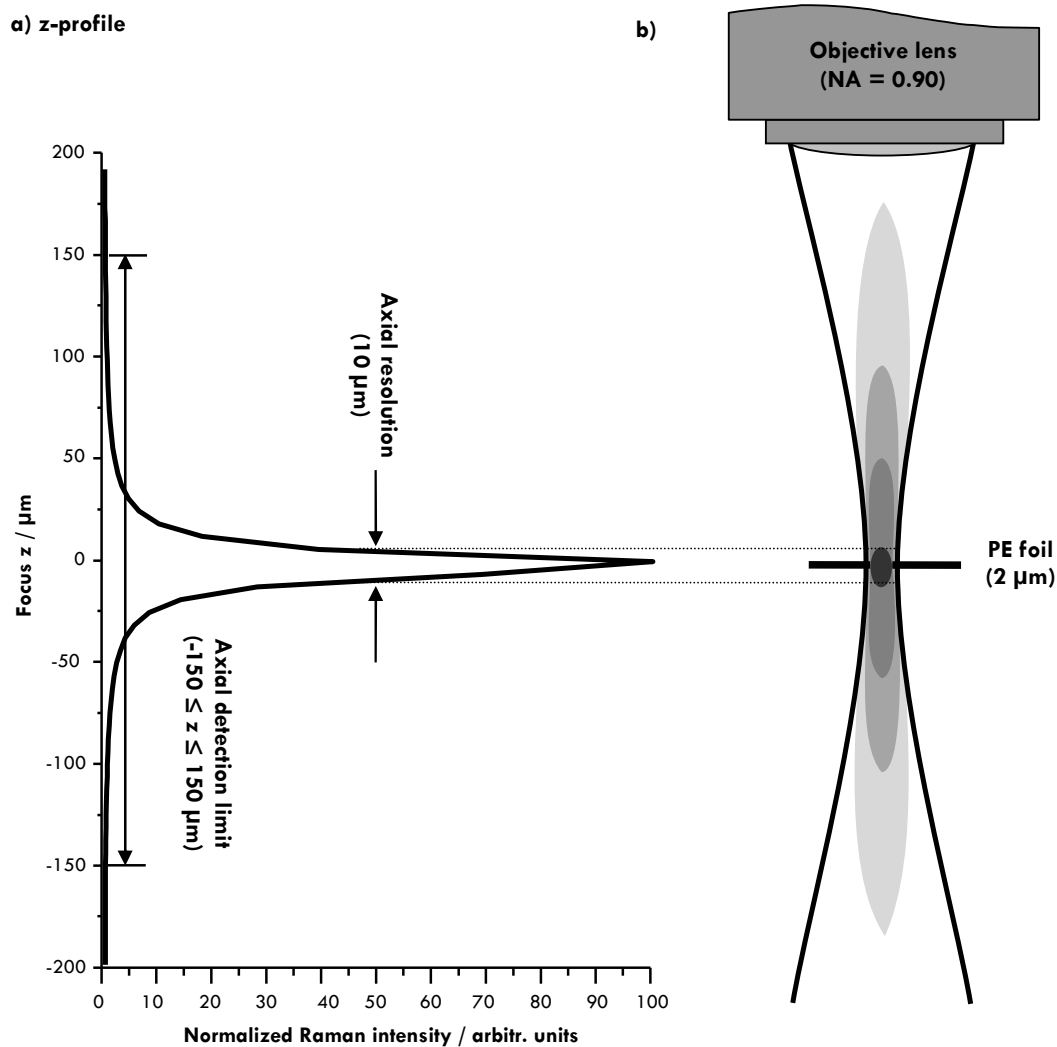 a) z-profile
b)
Objective lens
(NA = 0.90)
200
150
100
50
0
-50
-100
-150
-200
Focus z / µm
Axial resolution
(10 µm)
Axial detection limit
(-150 ≤ z ≤ 150 µm)
PE foil
(2 µm)
0 10 20 30 40 50 60 70 80 90 100
Normalized Raman intensity / arbitr. units